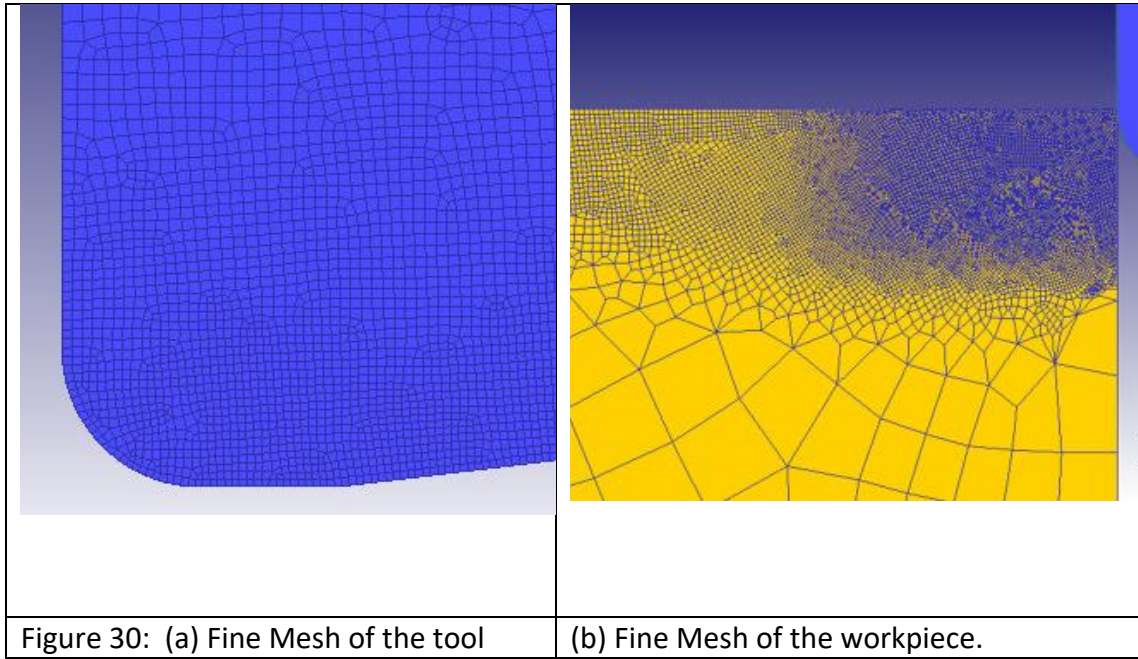 Figure 30:  (a) Fine Mesh of the tool
(b) Fine Mesh of the workpiece.